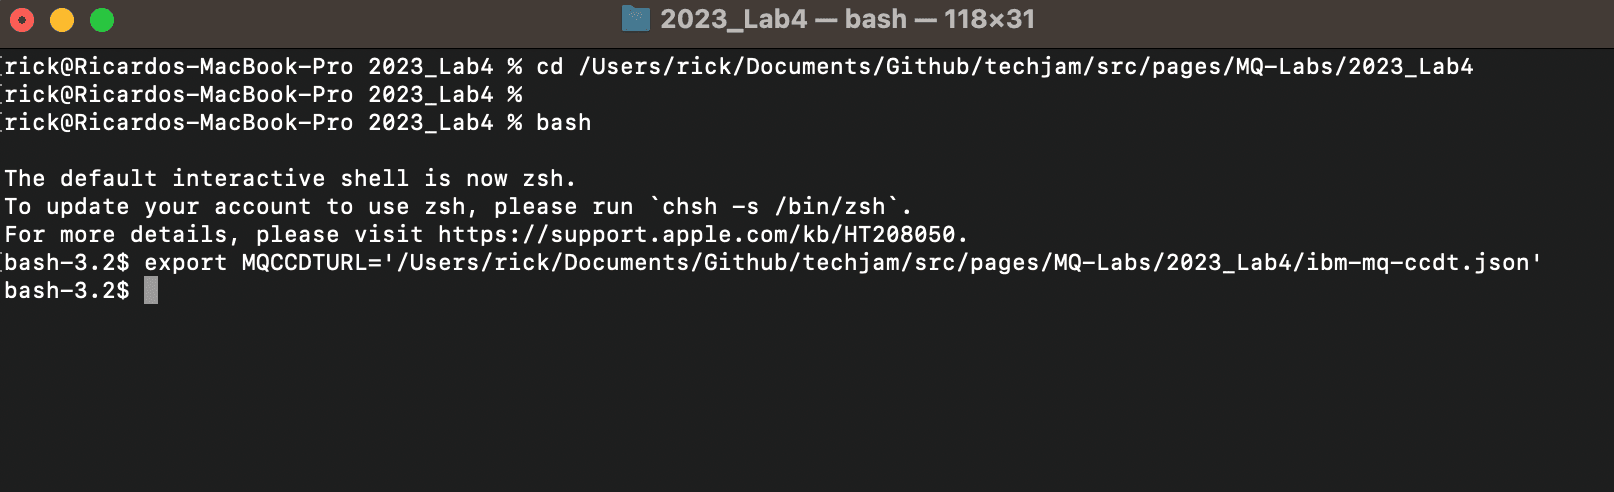 2023_Lab4 — bash — 118×31
[rick@Ricardos-MacBook-Pro 2023_Lab4 % cd /Users/rick/Documents/Github/techjam/src/pages/MQ-Labs/2023_Lab4
[rick@Ricardos-MacBook-Pro 2023_Lab4 %
[rick@Ricardos-MacBook-Pro 2023_Lab4 % bash
The default interactive shell is now zsh.
To update your account to use zsh, please run `chsh -s /bin/zsh`.
For more details, please visit https://support.apple.com/kb/HT208050.
[bash-3.2$ export MQCCDTURL='/Users/rick/Documents/Github/techjam/src/pages/MQ-Labs/2023_Lab4/ibm-mq-ccdt.json'
bash-3.2$